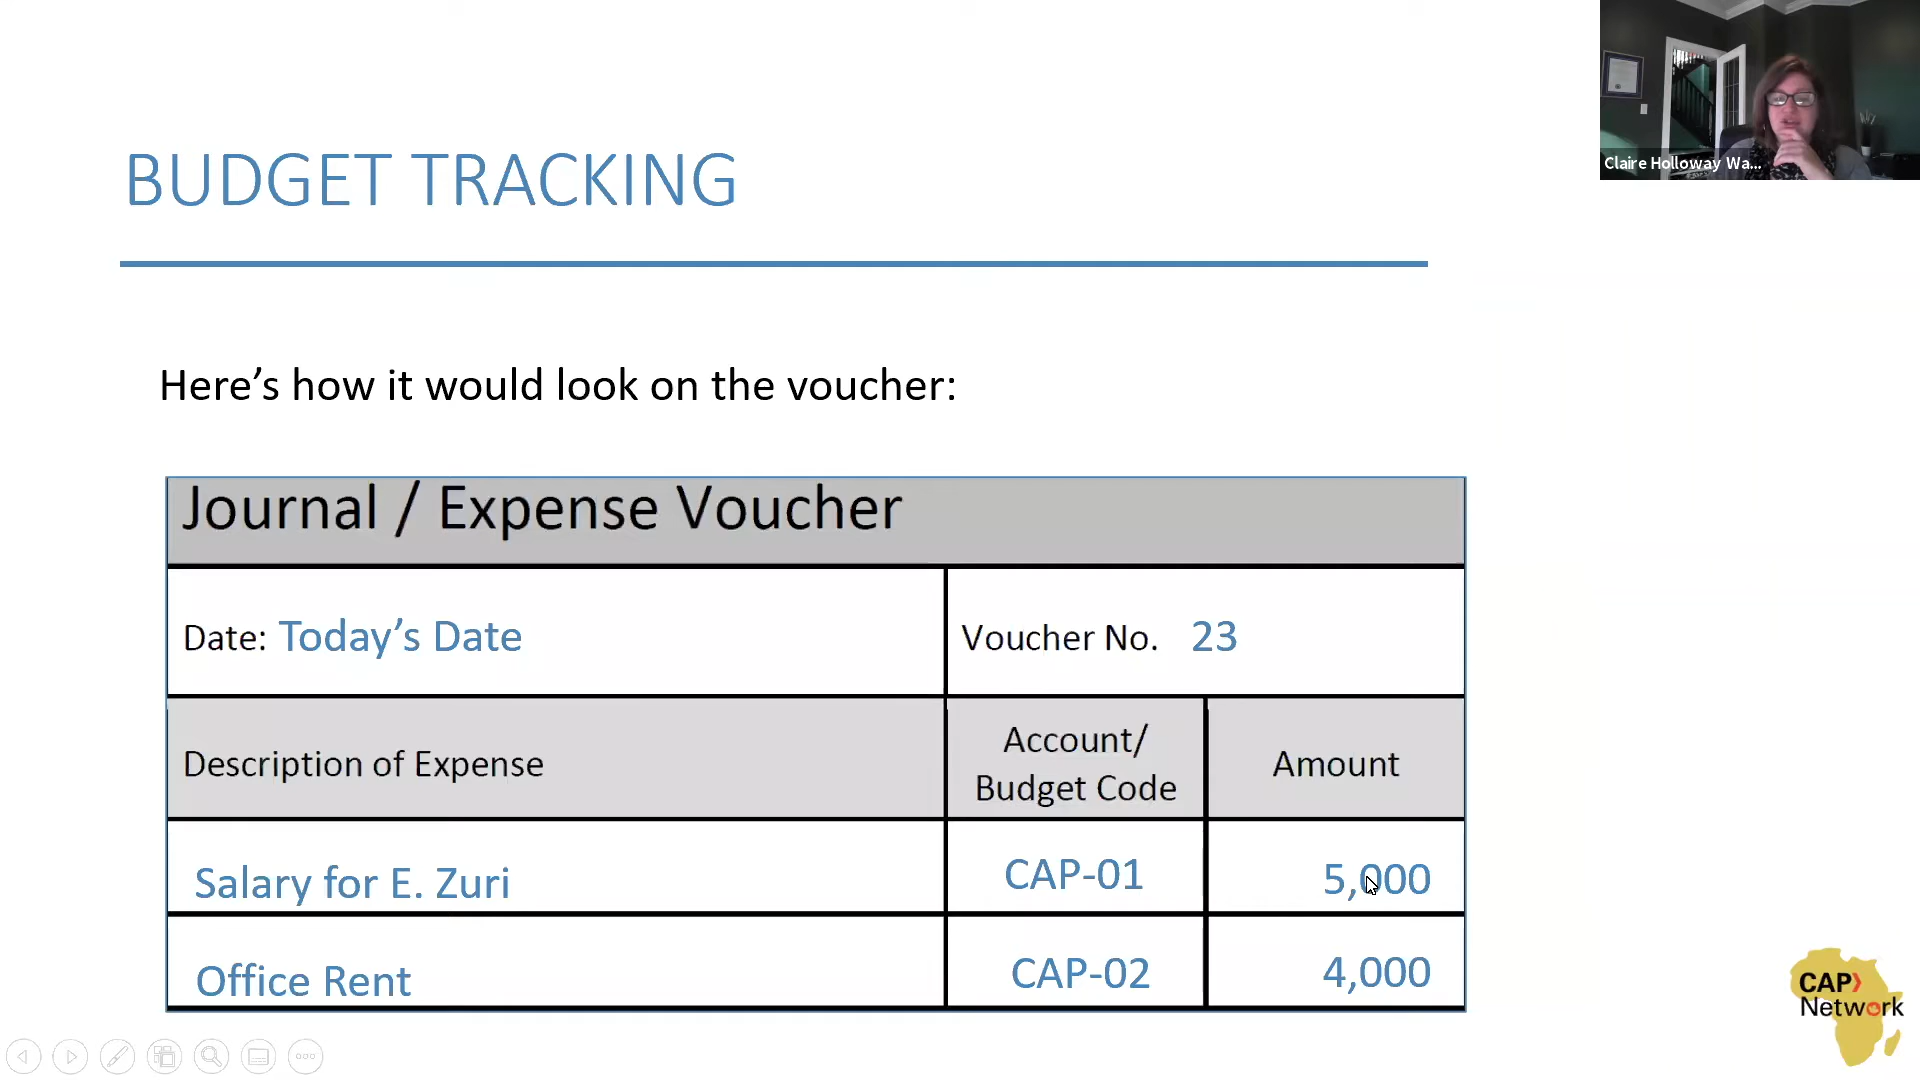 Claire Holloway Wa...
BUDGET TRACKING
Here’s how it would look on the voucher:
Journal / Expense Voucher
Date: Today’s Date
Voucher No. 23
Description of Expense
Account/
Budget Code
Amount
Salary for E. Zuri
CAP-01
5,000
Office Rent
CAP-02
4,000
CAP
Network